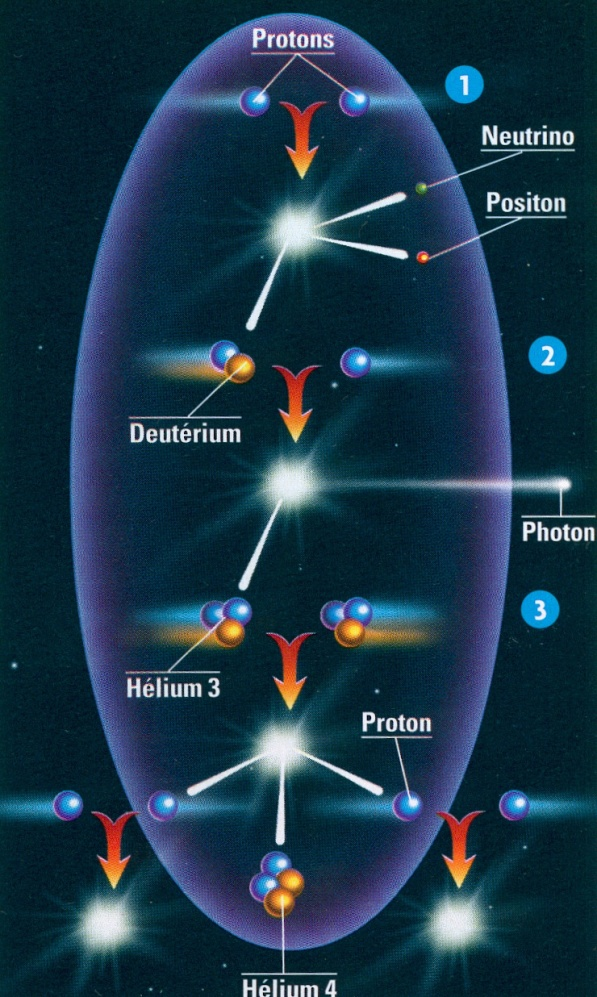 Protons
1
Neutrino
Positon
2
Deutérium
Photon
3
Hélium 3
Proton
Hélium 4